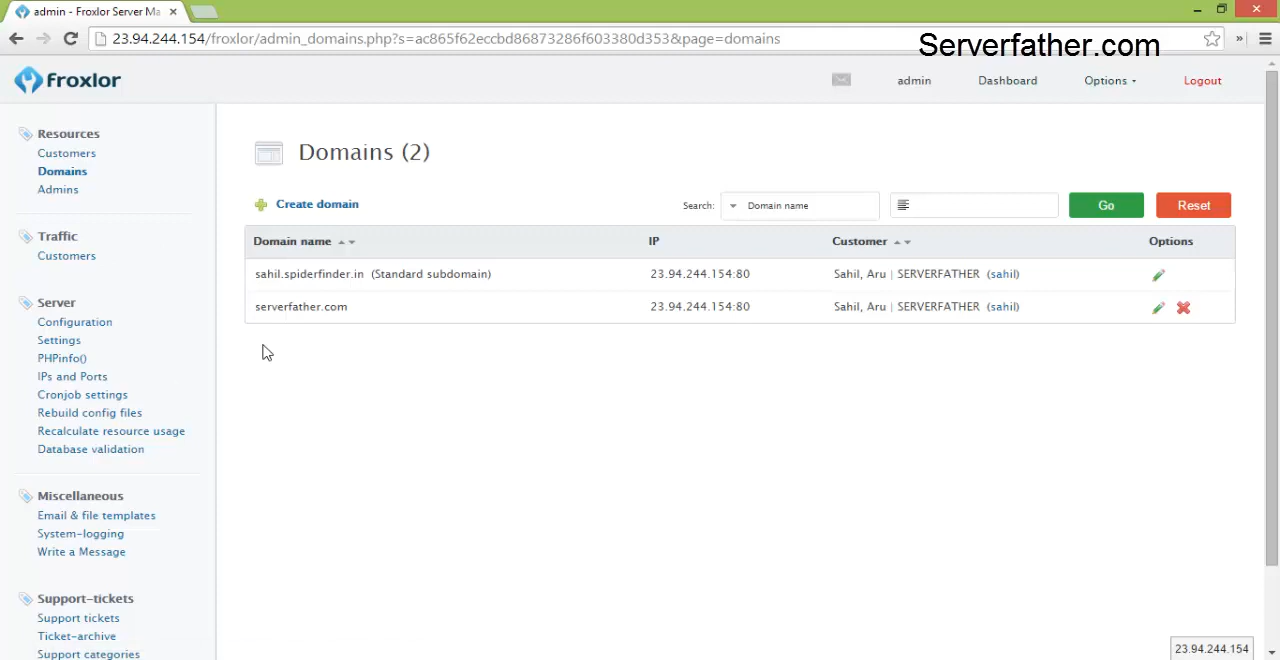 admin - Froxlor Server Ma
23.94.244.154/froxlor/admin_domains.php?s=ac865f62eccbd86873286f603380d353&page=domains
Serverfather.com
froxlor
admin
Dashboard
Options
Logout
Resources
Customers
Domains
Admins
Traffic
Customers
Server
Configuration
Settings
PHPinfo()
IPs and Ports
Cronjob settings
Rebuild config files
Recalculate resource usage
Database validation
Miscellaneous
Email & file templates
System-logging
Write a Message
Support-tickets
Support tickets
Ticket-archive
Support categories
Domains (2)
Create domain
Search: Domain name Go Reset
Domain name IP Customer Options
sahil.spiderfinder.in (Standard subdomain) 23.94.244.154:80 Sahil, Aru | SERVERFATHER (sahil)
serverfather.com 23.94.244.154:80 Sahil, Aru | SERVERFATHER (sahil)
23.94.244.154